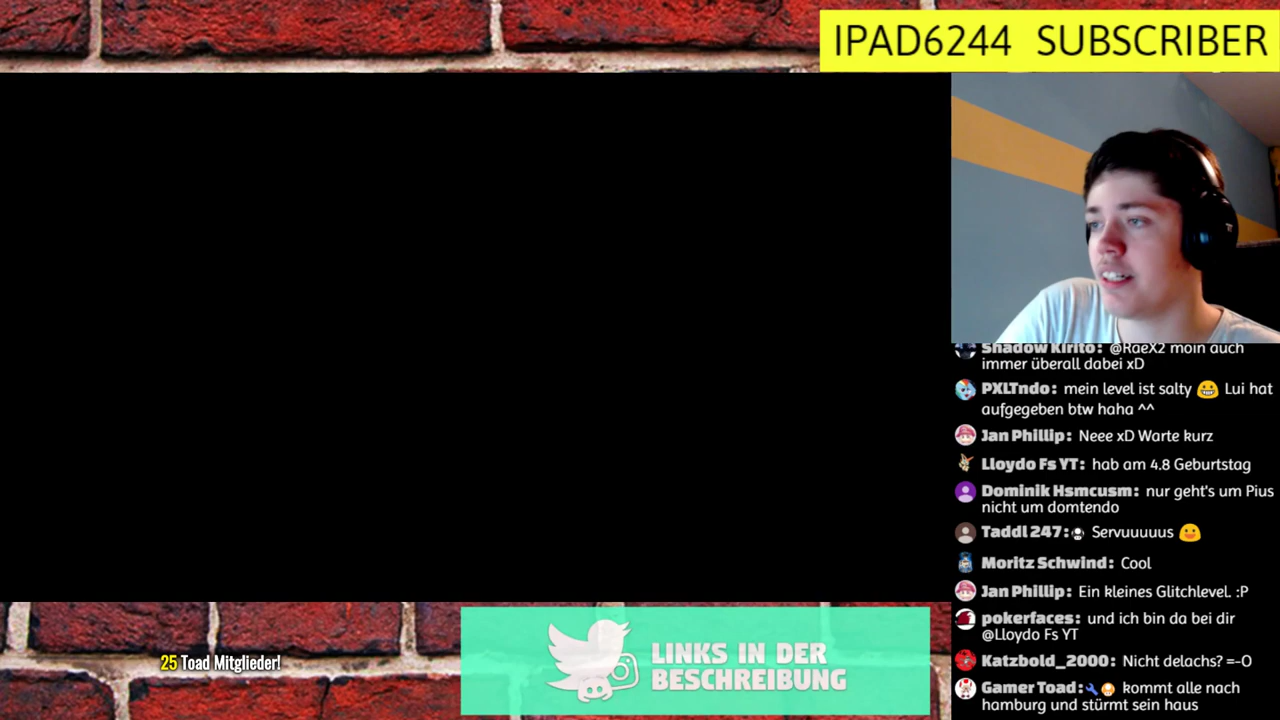 IPAD6244 SUBSCRIBER
Shadow Kirito: @RaeX2 moin auch
immer überall dabei xD
PXLTndo: mein level ist salty 😬 Lui hat
aufgegeben btw haha ^^
Jan Phillip: Neee xD Warte kurz
Lloydo Fs YT: hab am 4.8 Geburtstag
Dominik Hsmcusm: nur geht's um Pius
nicht um domtendo
Taddl 247: Servuuuuus 😃
Moritz Schwind: Cool
Jan Phillip: Ein kleines Glitchlevel. :P
pokerfaces: und ich bin da bei dir
@Lloydo Fs YT
Katzbold_2000: Nicht delachs? =-O
Gamer Toad: kommt alle nach
hamburg und stürmt sein haus
25 Toad Mitglieder!
LINKS IN DER
BESCHREIBUNG